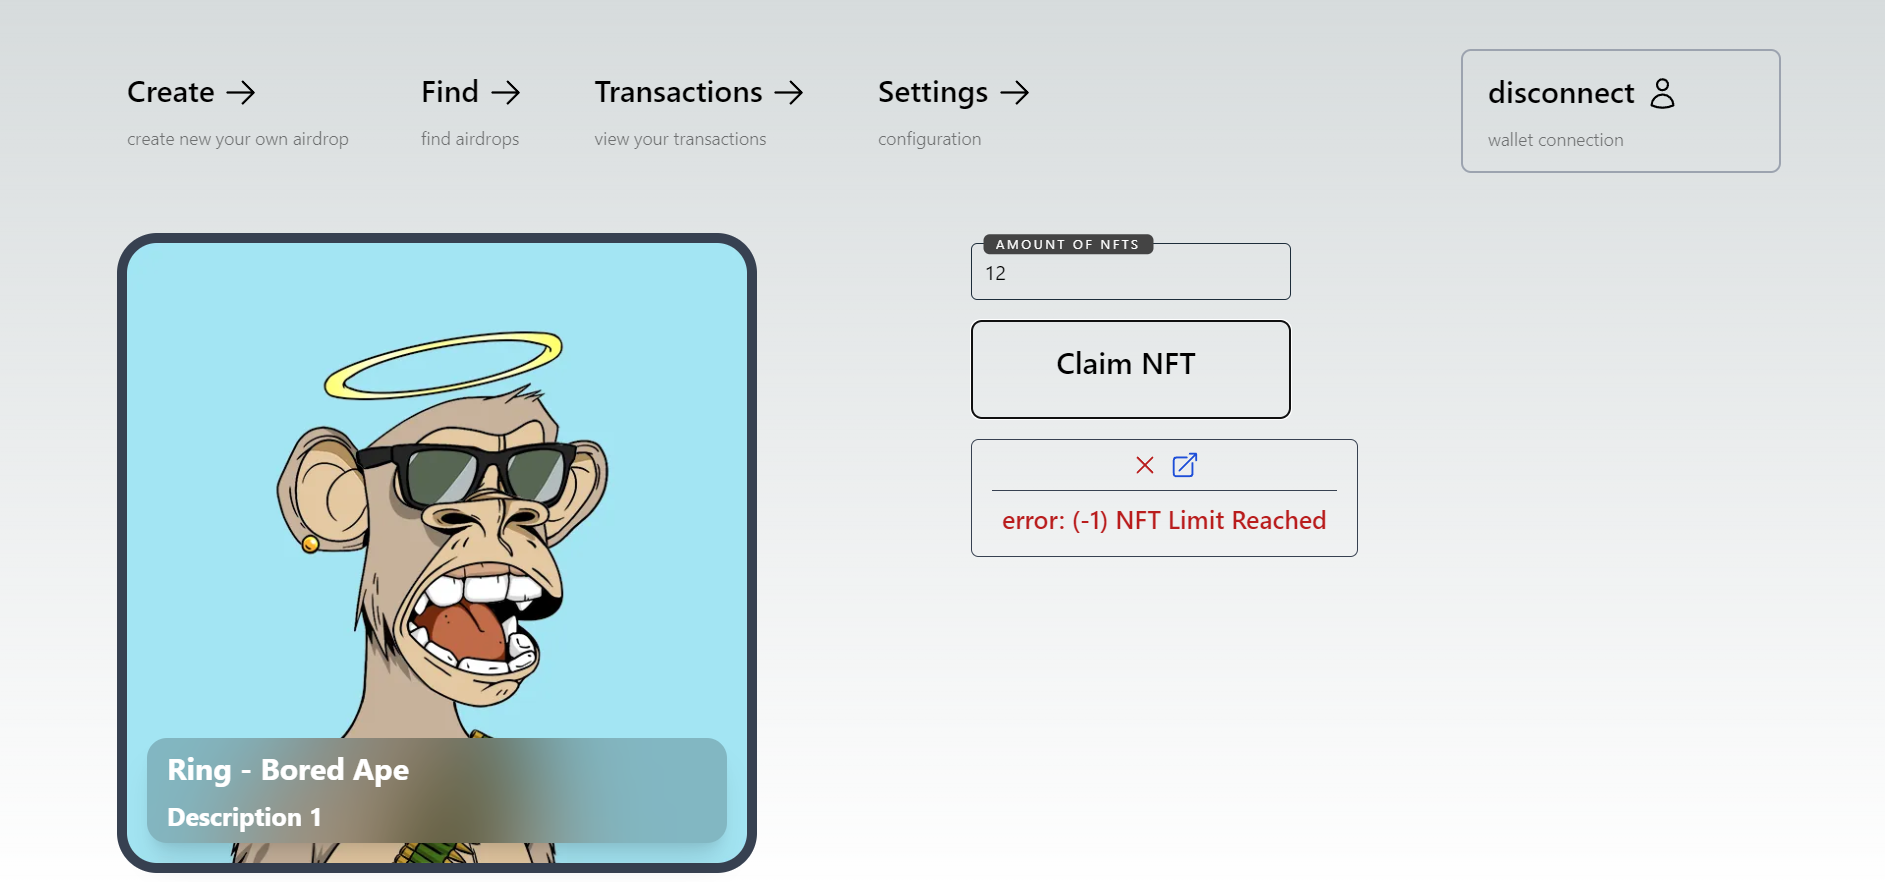 Create
create new your own airdrop
Find
find airdrops
Transactions
view your transactions
Settings
configuration
disconnect
wallet connection
AMOUNT OF NFTS
12
Claim NFT
error: (-1) NFT Limit Reached
Ring - Bored Ape
Description 1